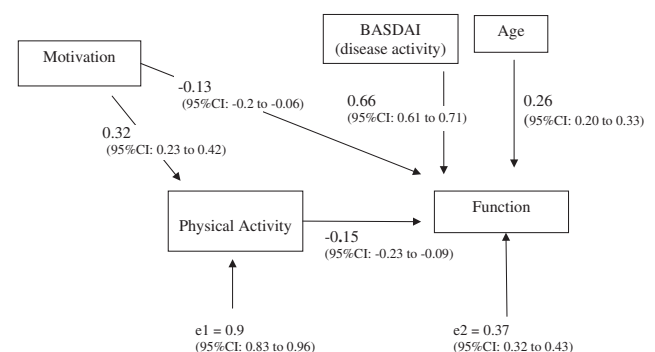 Motivation
BASDAI
(disease activity)
Age
-0.13
(95%CI: -0.2 to -0.06)
0.66
(95%CI: 0.61 to 0.71)
0.26
(95%CI: 0.20 to 0.33)
0.32
(95%CI: 0.23 to 0.42)
Physical Activity
Function
-0.15
(95%CI: -0.23 to -0.09)
e1 = 0.9
(95%CI: 0.83 to 0.96)
e2 = 0.37
(95%CI: 0.32 to 0.43)